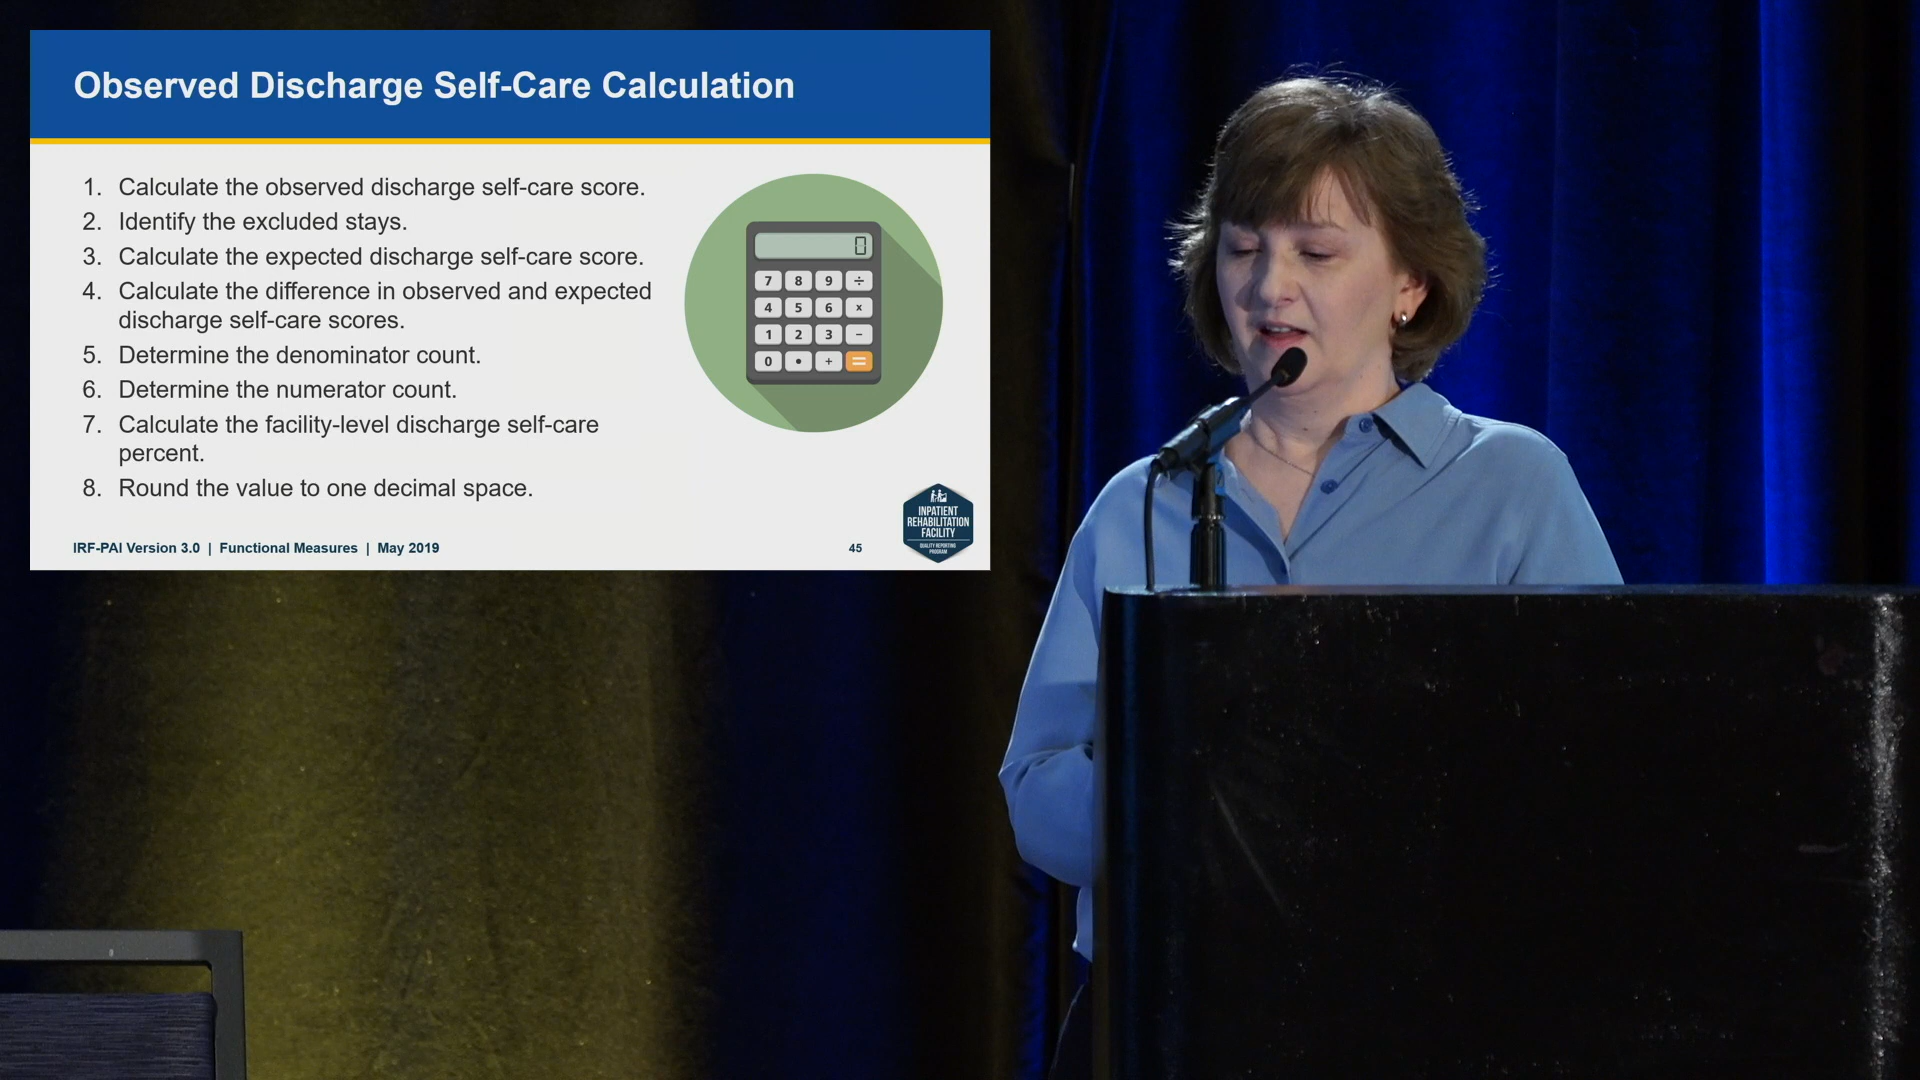 Observed Discharge Self-Care Calculation
1. Calculate the observed discharge self-care score.
2. Identify the excluded stays.
3. Calculate the expected discharge self-care score.
4. Calculate the difference in observed and expected
discharge self-care scores.
5. Determine the denominator count.
6. Determine the numerator count.
7. Calculate the facility-level discharge self-care
percent.
8. Round the value to one decimal space.
0
7 8 9 ÷
4 5 6 x
1 2 3 −
0 • + =
INPATIENT
REHABILITATION
FACILITY
QUALITY REPORTING
PROGRAM
IRF-PAI Version 3.0 | Functional Measures | May 2019
45